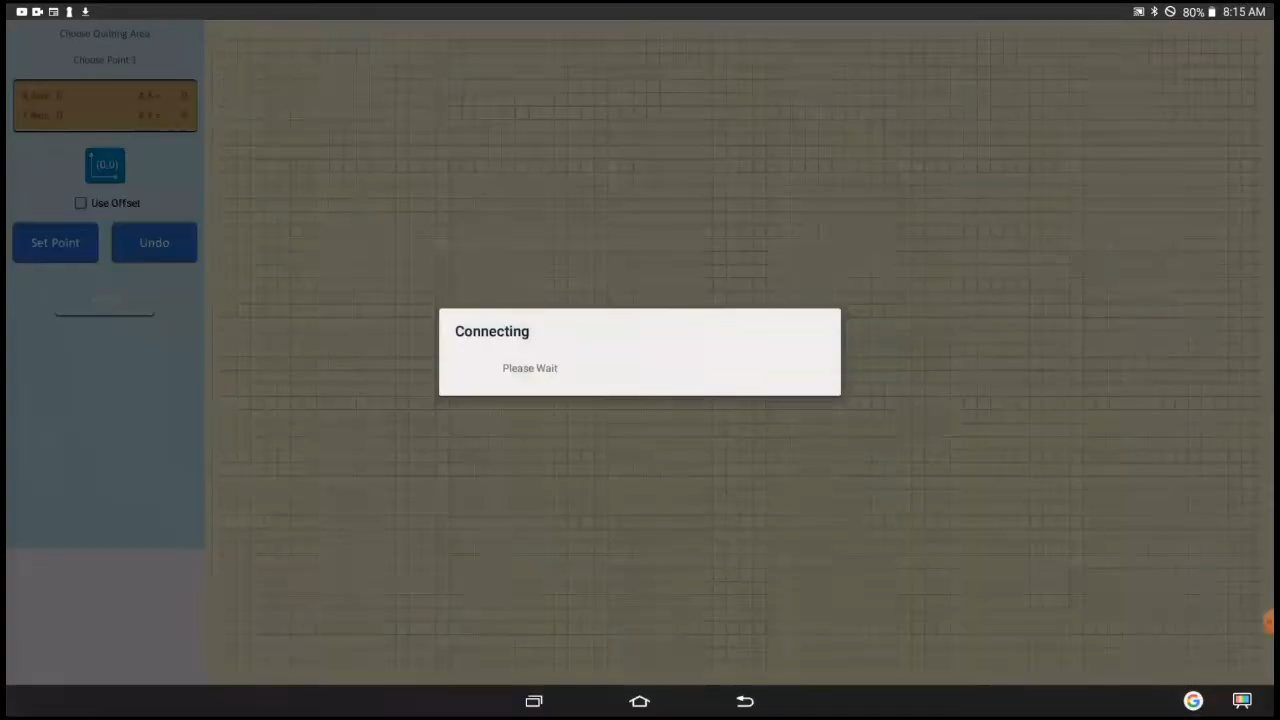 80% 8:15 AM
Choose Quilting Area
Choose Point 1
(0,0)
Use Offset
Set Point Undo
Connecting
Please Wait